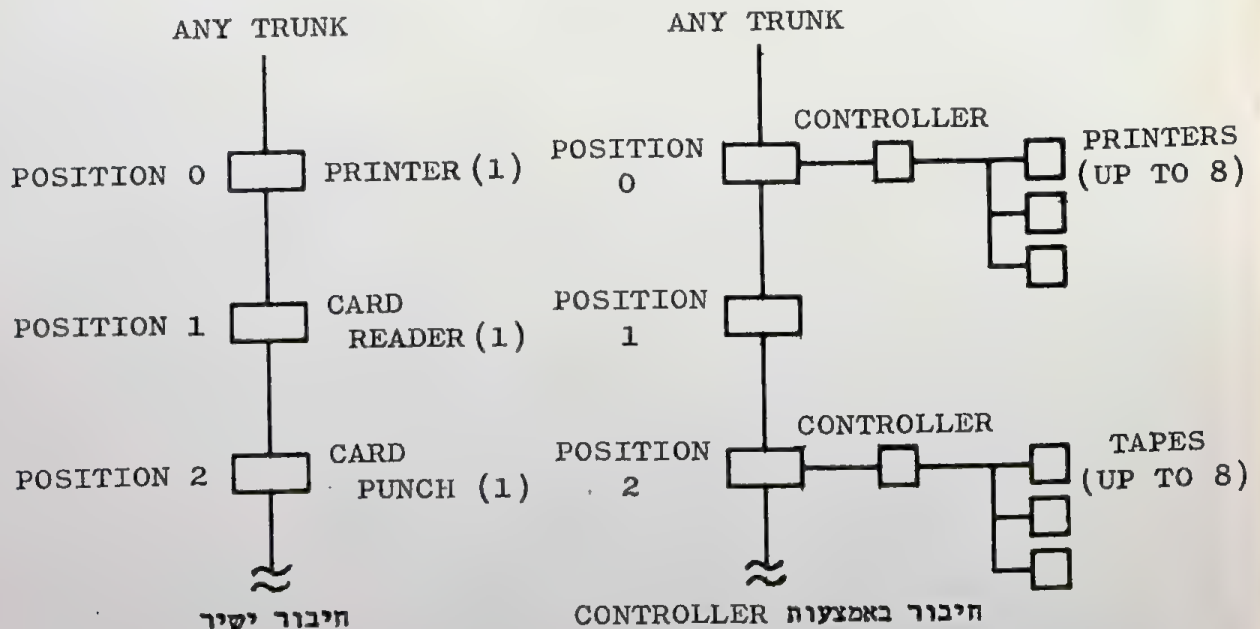 ANY TRUNK
POSITION 0
PRINTER (1)
POSITION 1
CARD
READER (1)
POSITION 2
CARD
PUNCH (1)
חיבור ישיר
ANY TRUNK
POSITION
0
CONTROLLER
PRINTERS
(UP TO 8)
POSITION
1
POSITION
2
CONTROLLER
TAPES
(UP TO 8)
חיבור באמצעות CONTROLLER